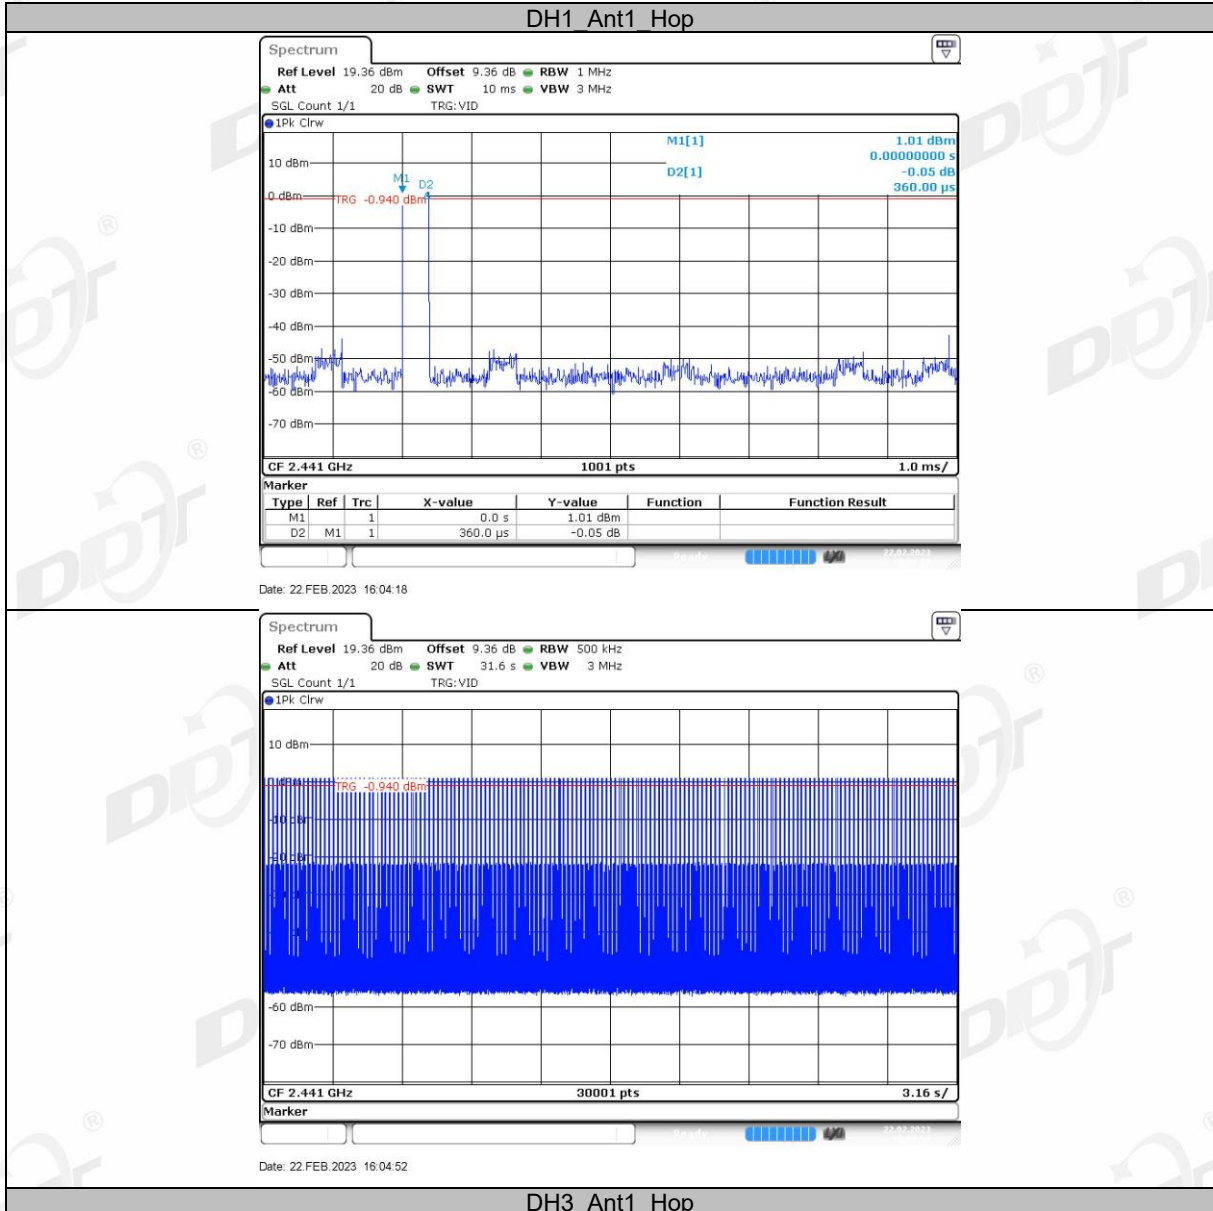 DH1_Ant1_Hop
Spectrum
Ref Level 19.36 dBm Offset 9.36 dB RBW 1 MHz
Att 20 dB SWT 10 ms VBW 3 MHz
SGL Count 1/1 TRG:VID
1Pk Clrw
M1[1] 1.01 dBm
0.00000000 s
D2[1] -0.05 dB
360.00 µs
10 dBm
M1
D2
0 dBm
TRG -0.940 dBm
-10 dBm
-20 dBm
-30 dBm
-40 dBm
-50 dBm
-60 dBm
-70 dBm
CF 2.441 GHz 1001 pts 1.0 ms/
Marker
Type Ref Trc X-value Y-value Function Function Result
M1 1 0.0 s 1.01 dBm
D2 M1 1 360.0 µs -0.05 dB
Ready 22.02.2023
Date: 22.FEB.2023 16:04:18
Spectrum
Ref Level 19.36 dBm Offset 9.36 dB RBW 500 kHz
Att 20 dB SWT 31.6 s VBW 3 MHz
SGL Count 1/1 TRG:VID
1Pk Clrw
10 dBm
TRG -0.940 dBm
-60 dBm
-70 dBm
CF 2.441 GHz 30001 pts 3.16 s/
Marker
Ready 22.02.2023
Date: 22.FEB.2023 16:04:52
DH3_Ant1_Hop